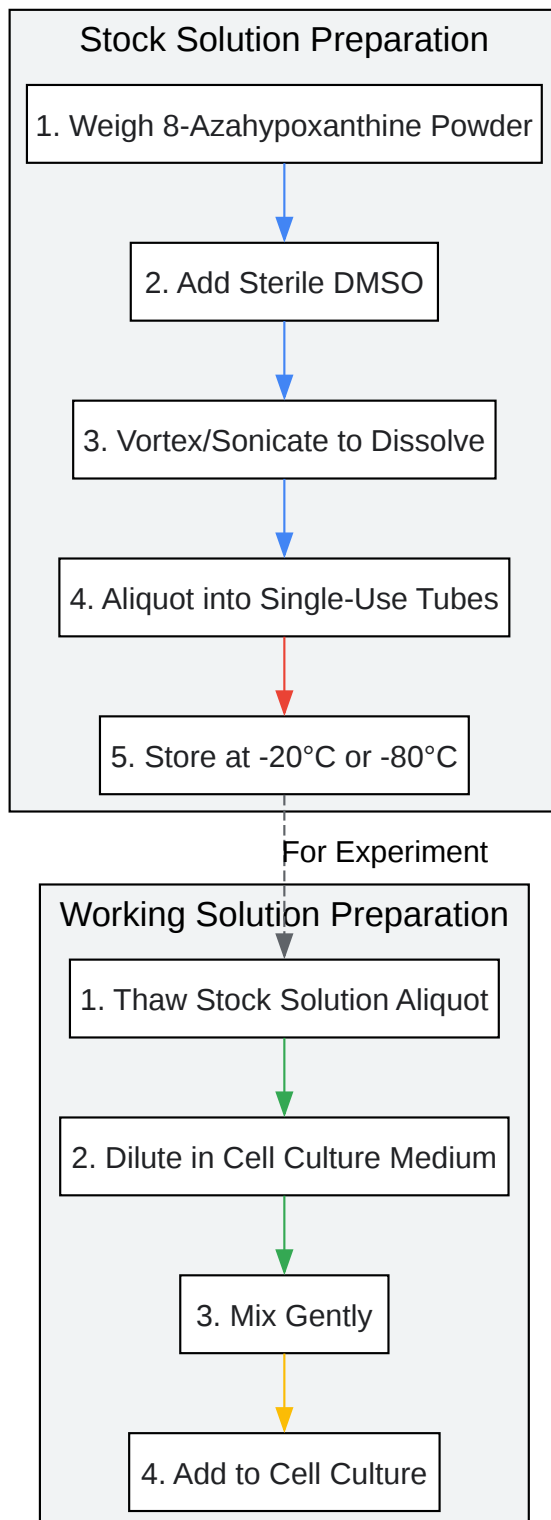 Stock Solution Preparation
1. Weigh 8-Azahypoxanthine Powder
2. Add Sterile DMSO
3. Vortex/Sonicate to Dissolve
4. Aliquot into Single-Use Tubes
5. Store at -20°C or -80°C
For Experiment
Working Solution Preparation
1. Thaw Stock Solution Aliquot
2. Dilute in Cell Culture Medium
3. Mix Gently
4. Add to Cell Culture